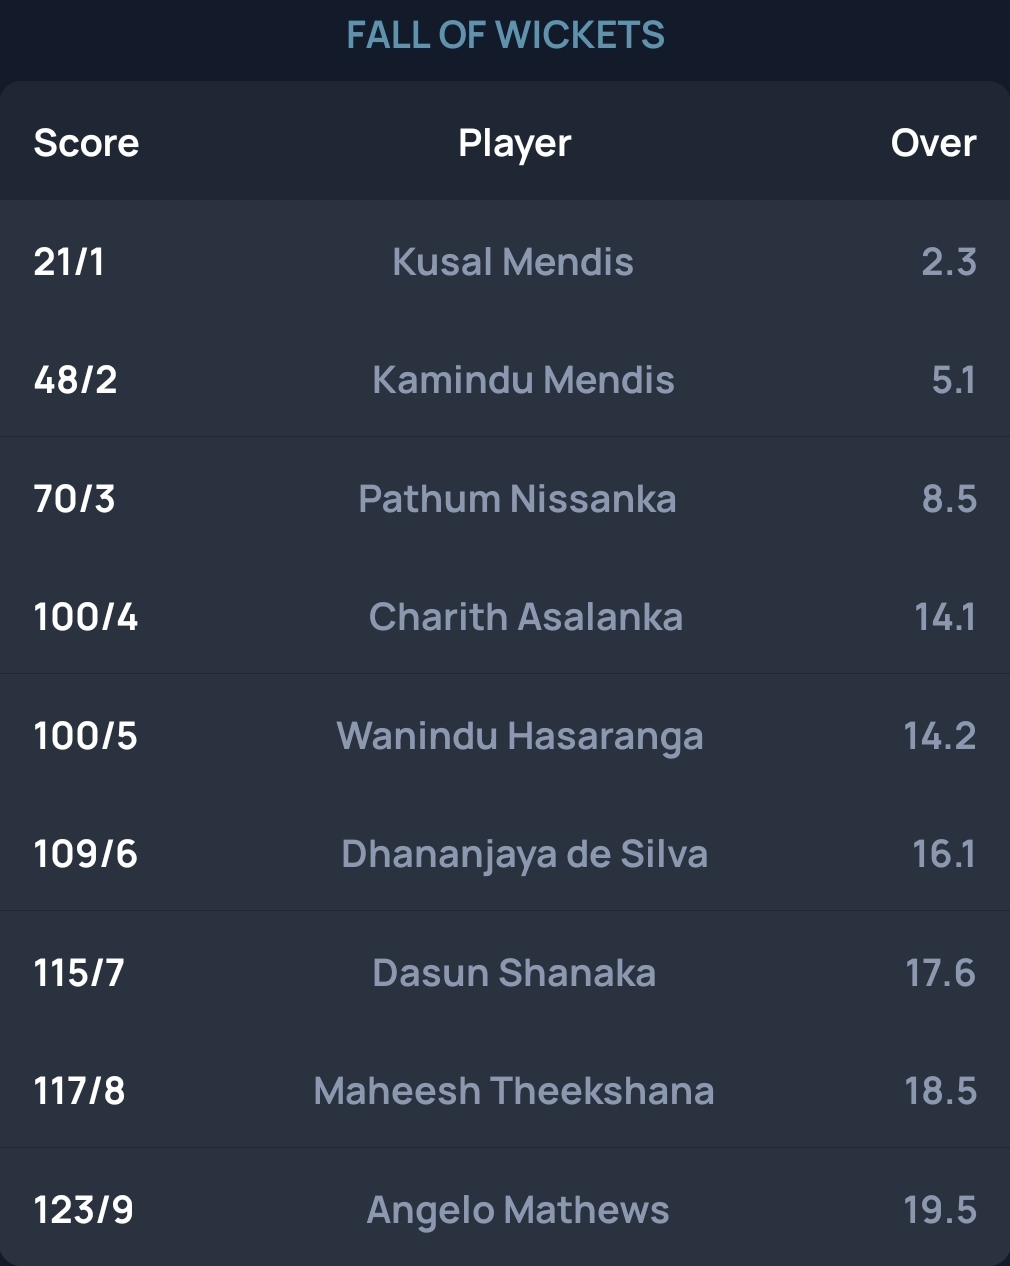 FALL OF WICKETS
Score Player Over
21/1 Kusal Mendis 2.3
48/2 Kamindu Mendis 5.1
70/3 Pathum Nissanka 8.5
100/4 Charith Asalanka 14.1
100/5 Wanindu Hasaranga 14.2
109/6 Dhananjaya de Silva 16.1
115/7 Dasun Shanaka 17.6
117/8 Maheesh Theekshana 18.5
123/9 Angelo Mathews 19.5